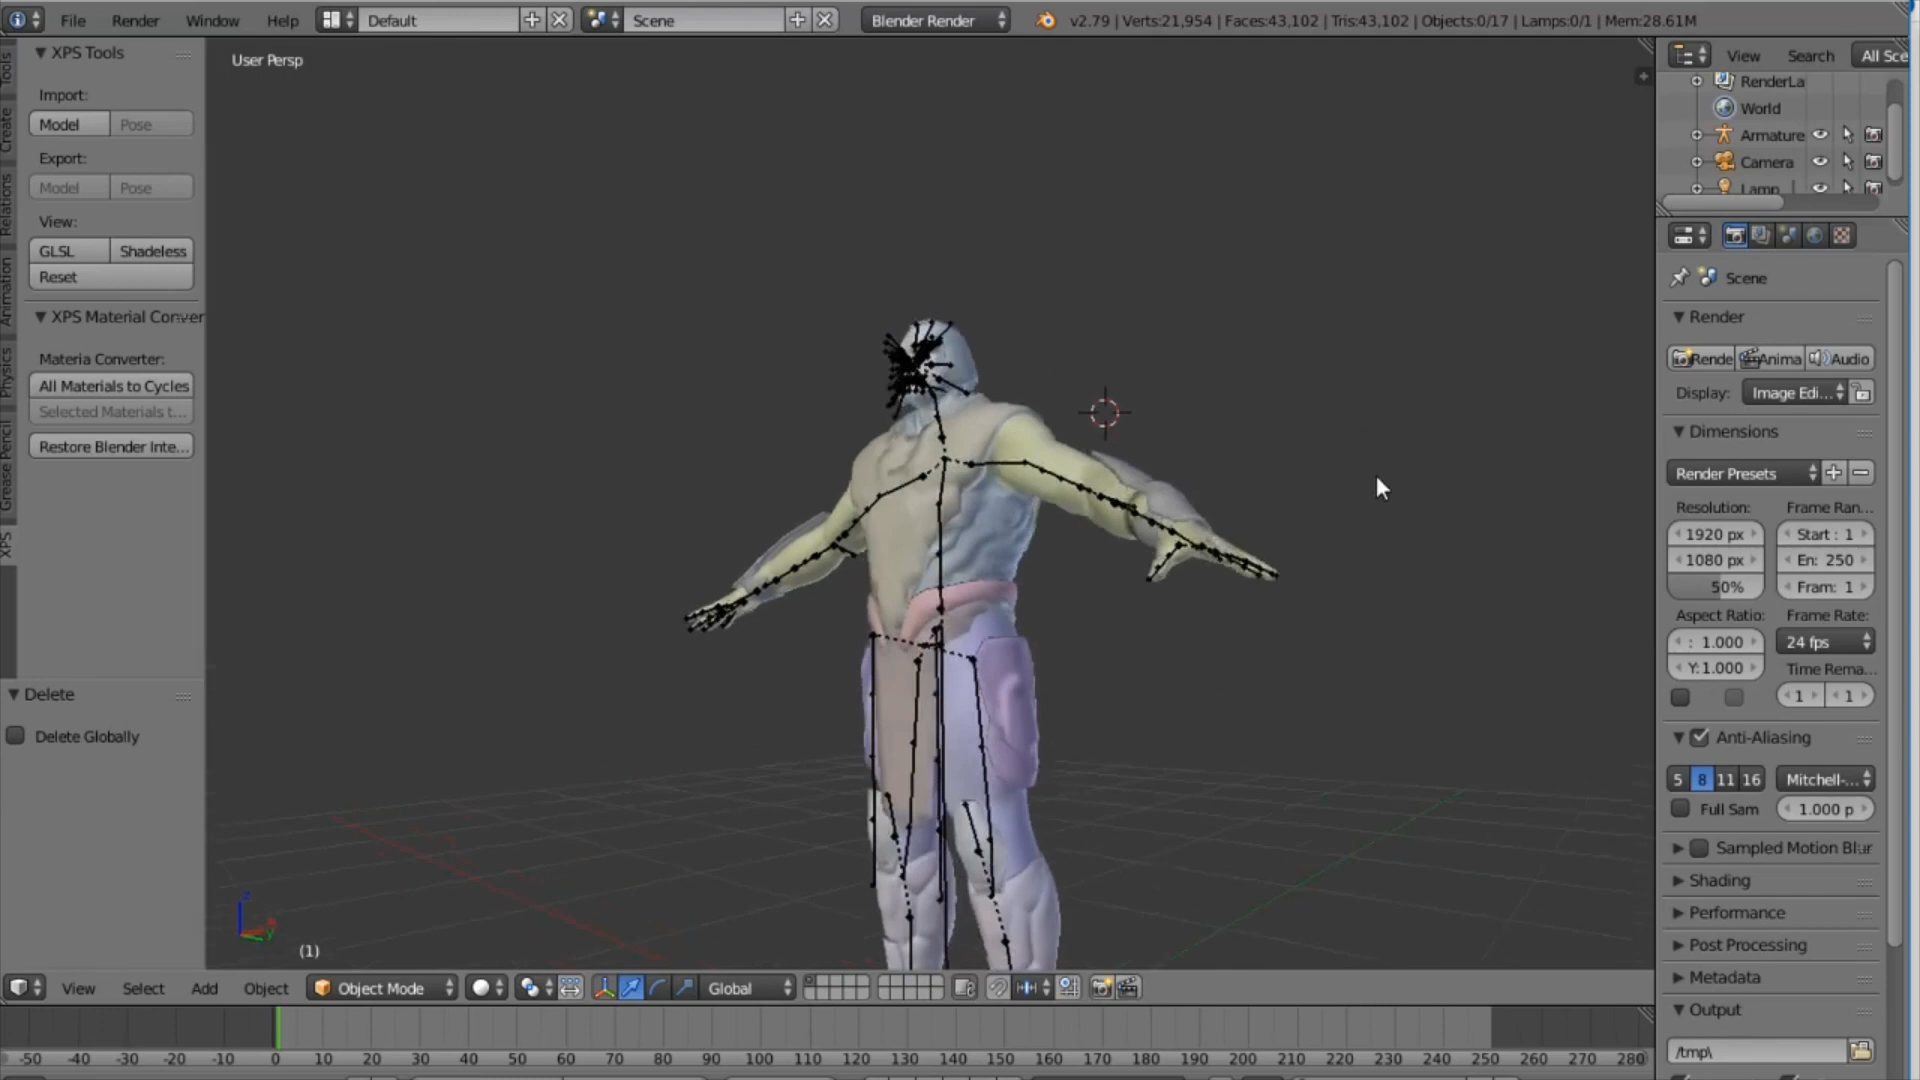 File Render Window Help Default Scene Blender Render v2.79 | Verts:21,954 | Faces:43,102 | Tris:43,102 | Objects:0/17 | Lamps:0/1 | Mem:28.61M
XPS Tools
Import:
Model Pose
Export:
Model Pose
View:
GLSL Shadeless
Reset
XPS Material Conver
Materia Converter:
All Materials to Cycles
Selected Materials t...
Restore Blender Inte...
Tools
Create
Relations
Animation
Physics
Grease Pencil
XPS
Delete
Delete Globally
User Persp
(1)
View Search All Sce
RenderLa
World
Armature
Camera
Lamp
Scene
Render
Rende Anima Audio
Display: Image Edi...
Dimensions
Render Presets
Resolution: Frame Ran...
1920 px Start : 1
1080 px En: 250
50% Fram: 1
Aspect Ratio: Frame Rate:
: 1.000 24 fps
Y:1.000 Time Rema...
1 1
Anti-Aliasing
5 8 11 16 Mitchell-...
Full Sam 1.000 p
Sampled Motion Blur
Shading
Performance
Post Processing
Metadata
Output
/tmp\
View Select Add Object Object Mode Global
-50 -40 -30 -20 -10 0 10 20 30 40 50 60 70 80 90 100 110 120 130 140 150 160 170 180 190 200 210 220 230 240 250 260 270 280